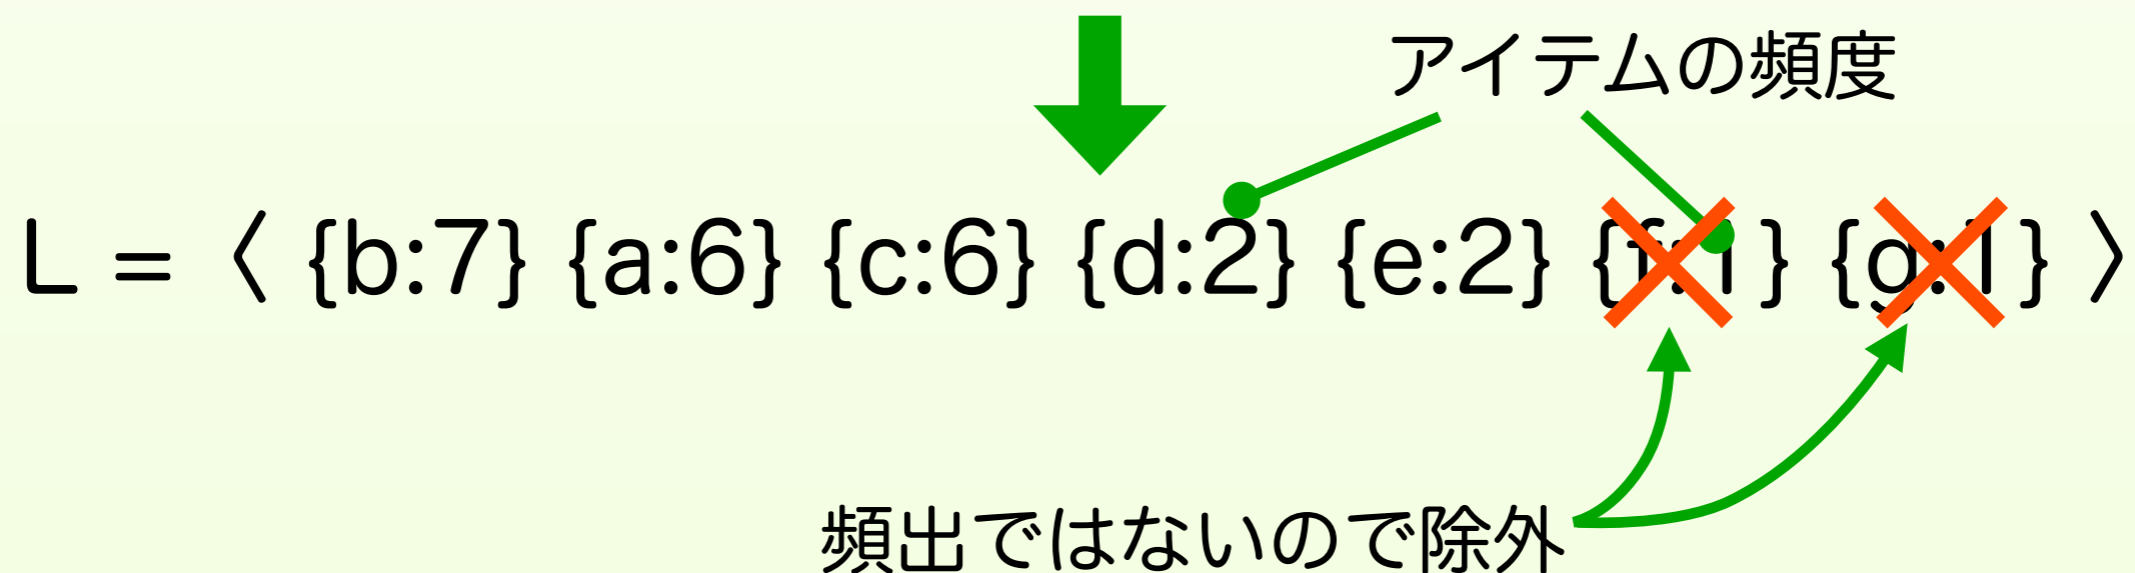 アイテムの頻度
L = 〈 {b:7} {a:6} {c:6} {d:2} {e:2} {f:1} {g:1} 〉
頻出ではないので除外